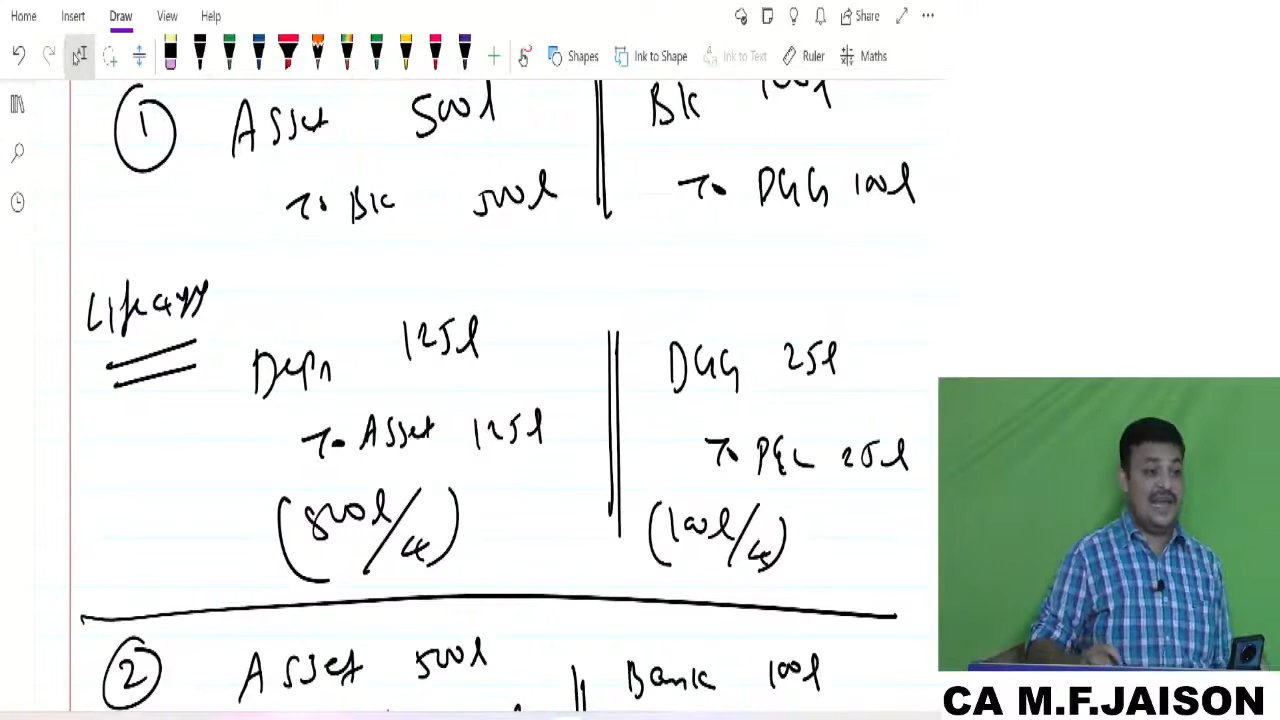 Home Insert Draw View Help Share
Shapes Ink to Shape Ink to Text Ruler Maths
① Asset 500l Bk 100l
To Bk 500l To DGG 100l
Life 4yr
Depn 125l DGG 25l
To Asset 125l To P&L 25l
(500l/4) (100l/4)
② Asset 500l Bank 100l
CA M.F.JAISON